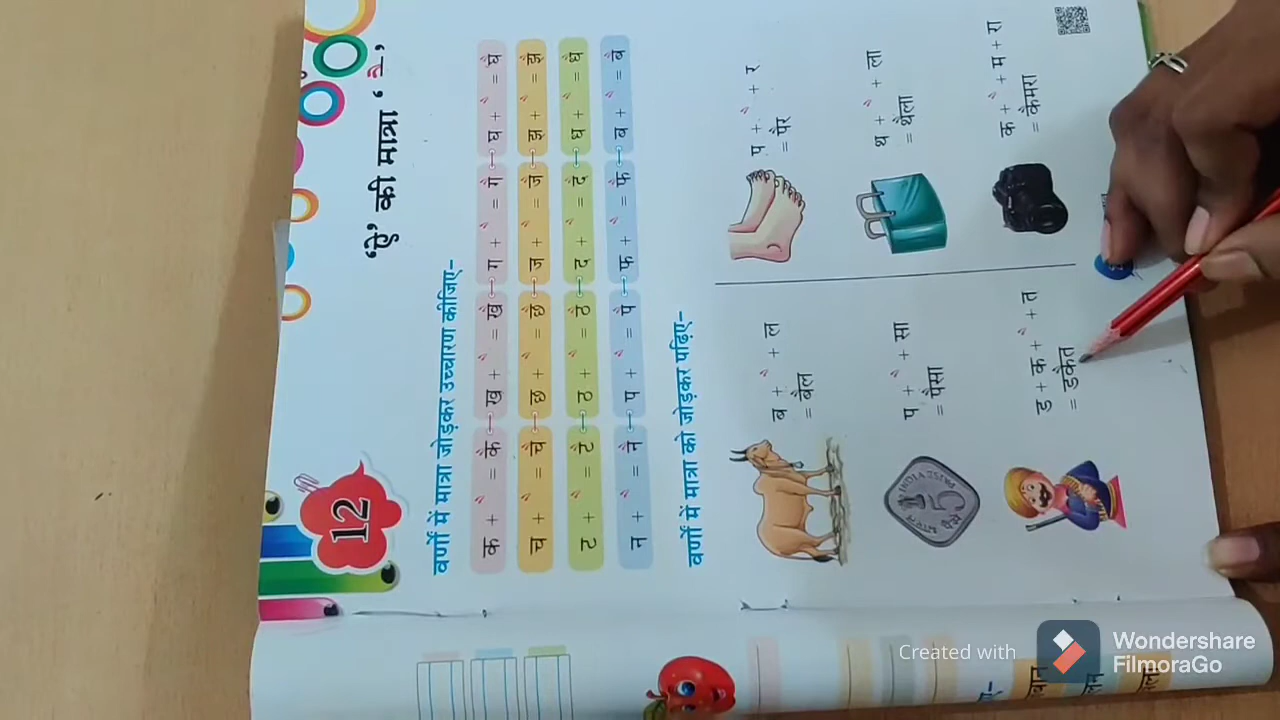 12
'ऐ' की मात्रा ' ै '
वर्णों में मात्रा जोड़कर उच्चारण कीजिए–
क + ै = कै ख + ै = खै ग + ै = गै घ + ै = घै
च + ै = चै छ + ै = छै ज + ै = जै झ + ै = झै
ट + ै = टै ठ + ै = ठै द + ै = दै ध + ै = धै
न + ै = नै प + ै = पै फ + ै = फै ब + ै = बै
वर्णों में मात्रा को जोड़कर पढ़िए–
ब + ै + ल
= बैल
प + ै + र
= पैर
प + ै + सा
= पैसा
थ + ै + ला
= थैला
ड + क + ै + त
= डकैत
क + ै + म + रा
= कैमरा
Created with
Wondershare
FilmoraGo